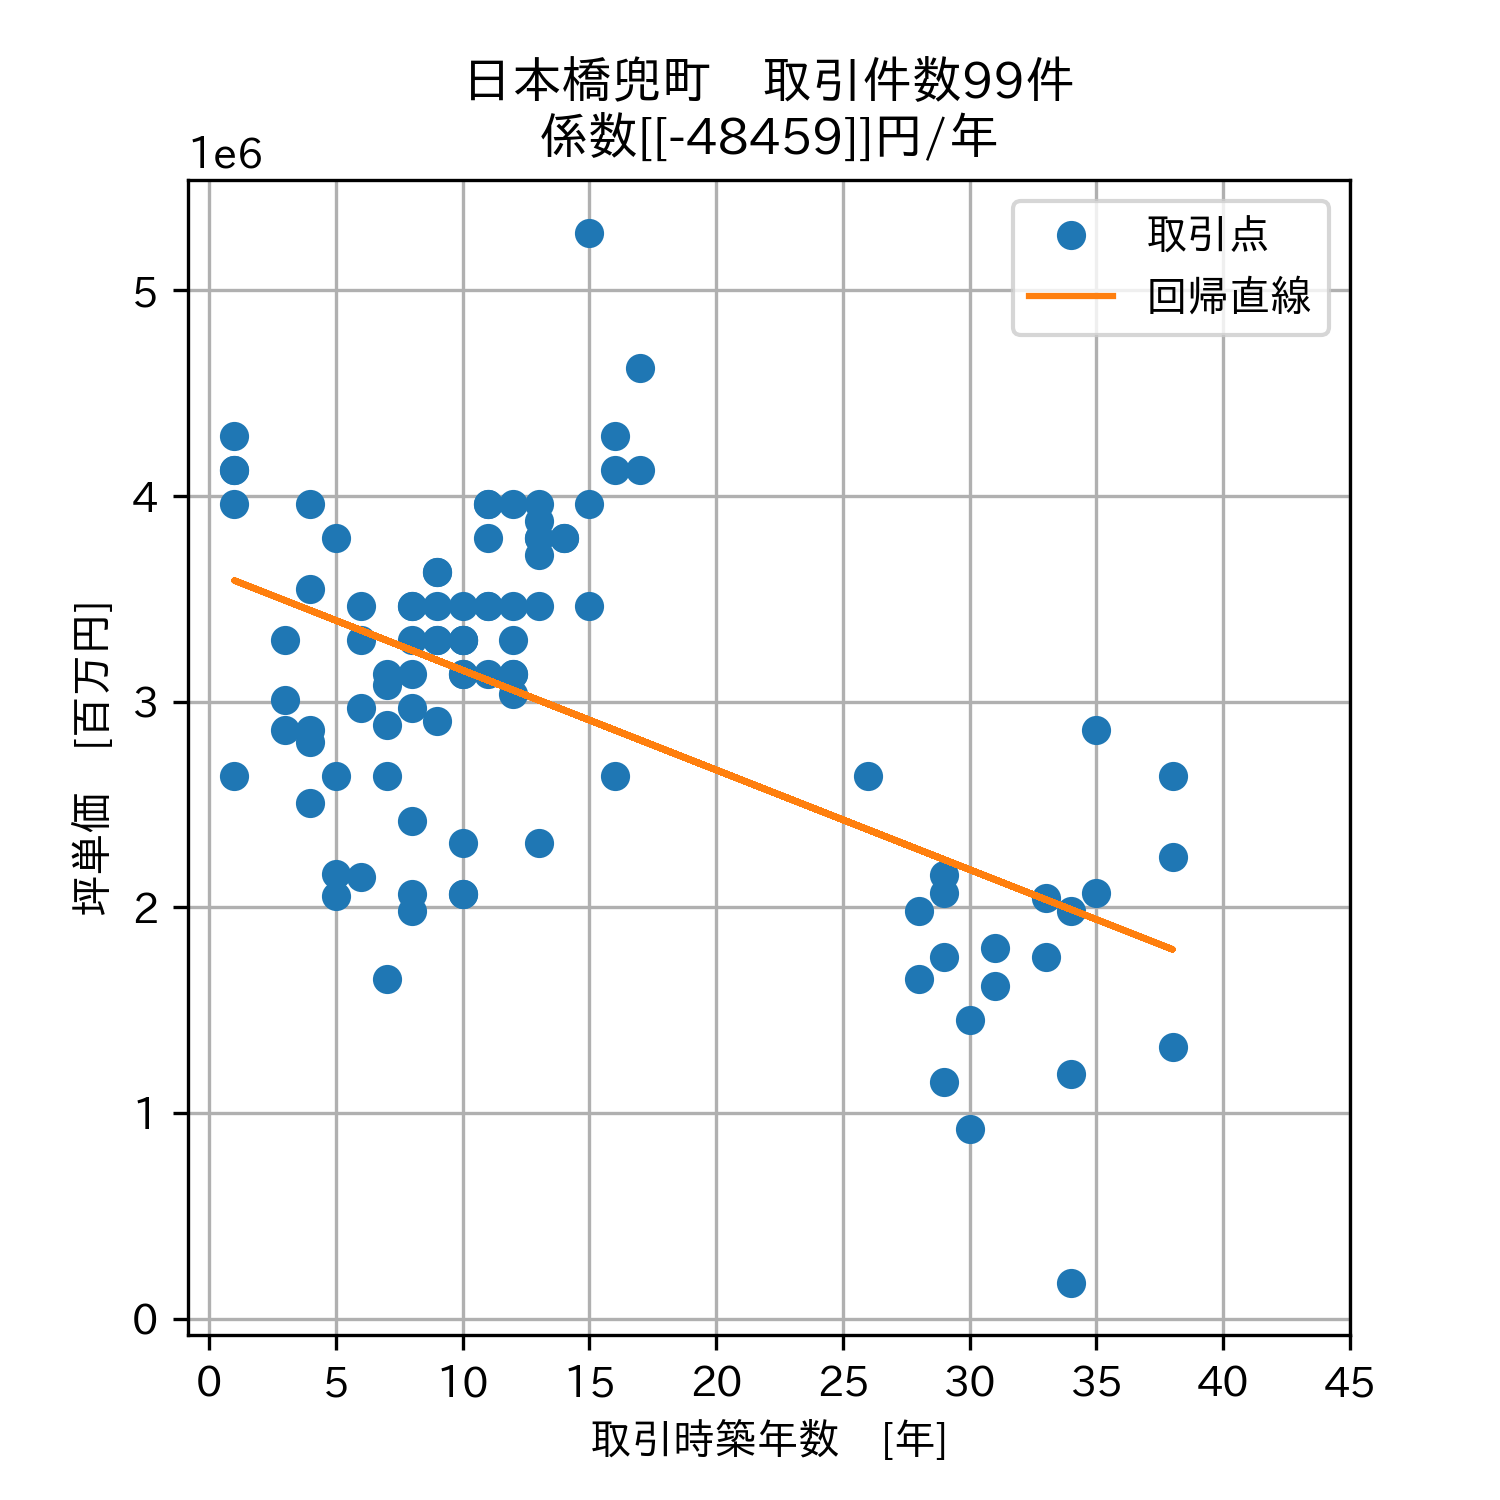 日本橋兜町　取引件数99件
係数[[-48459]]円/年
1e6
取引点
回帰直線
5
4
3
2
1
0
坪単価　[百万円]
0 5 10 15 20 25 30 35 40 45
取引時築年数　[年]